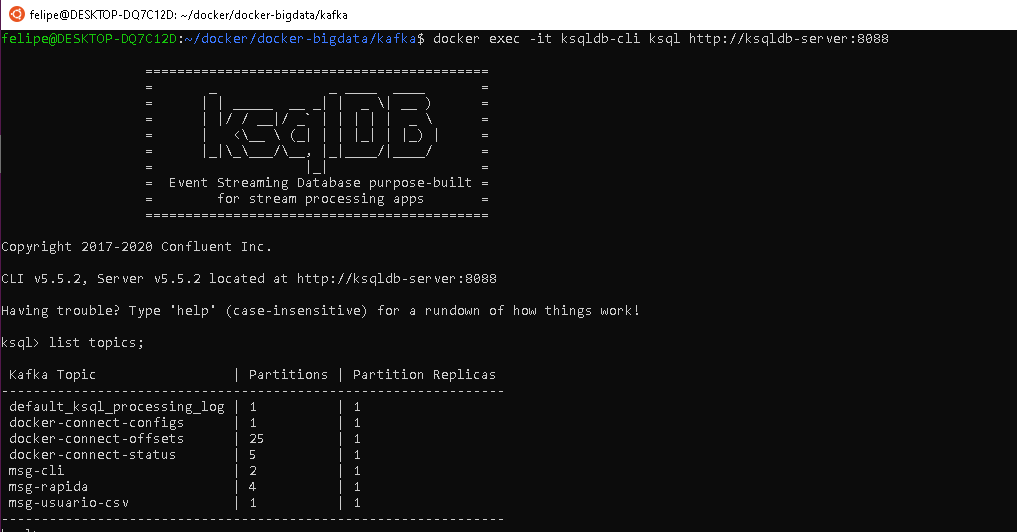 felipe@DESKTOP-DQ7C12D: ~/docker/docker-bigdata/kafka
felipe@DESKTOP-DQ7C12D:~/docker/docker-bigdata/kafka$ docker exec -it ksqldb-cli ksql http://ksqldb-server:8088
===========================================
=       _              _ ____  ____       =
=      | | _____  __ _| |  _ \| __ )      =
=      | |/ / __|/ _` | | | | |  _ \      =
=      |   <\__ \ (_| | | |_| | |_) |     =
=      |_|\_\___/\__, |_|____/|____/      =
=                   |_|                   =
=  Event Streaming Database purpose-built =
=        for stream processing apps       =
===========================================
Copyright 2017-2020 Confluent Inc.
CLI v5.5.2, Server v5.5.2 located at http://ksqldb-server:8088
Having trouble? Type 'help' (case-insensitive) for a rundown of how things work!
ksql> list topics;
 Kafka Topic                 | Partitions | Partition Replicas
---------------------------------------------------------------
 default_ksql_processing_log | 1          | 1
 docker-connect-configs      | 1          | 1
 docker-connect-offsets      | 25         | 1
 docker-connect-status       | 5          | 1
 msg-cli                     | 2          | 1
 msg-rapida                  | 4          | 1
 msg-usuario-csv             | 1          | 1
---------------------------------------------------------------